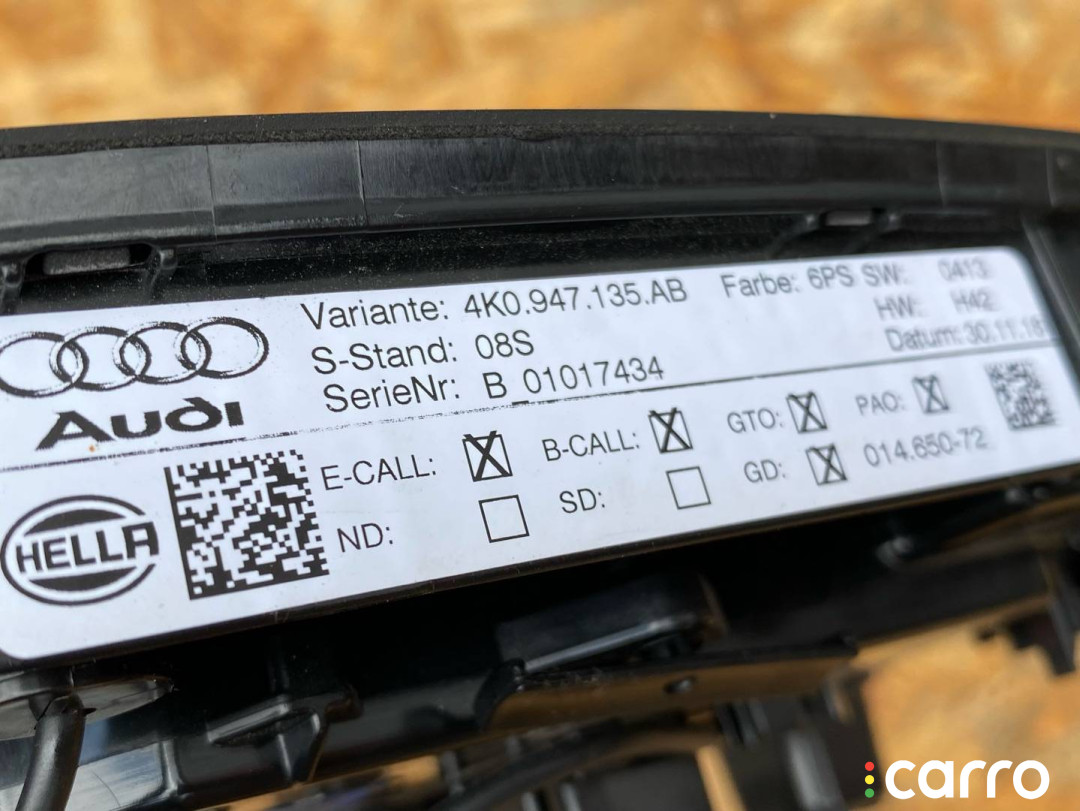 Variante: 4K0.947.135.AB Farbe: 6PS SW: 0413
S-Stand: 08S HW: H42
SerieNr: B_01017434 Datum: 30.11.18
Audi
E-CALL: B-CALL: GTO: PAO:
ND: SD: GD: 014.650-72
HELLA
carro